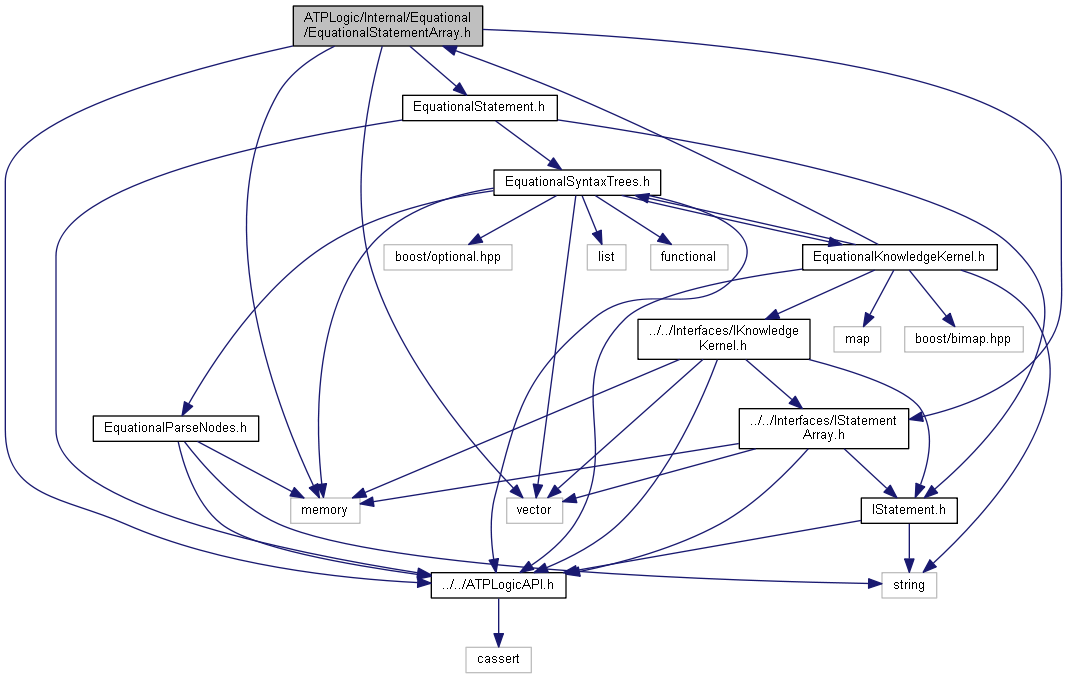 ATPLogic/Internal/Equational
/EquationalStatementArray.h
EquationalStatement.h
EquationalSyntaxTrees.h
boost/optional.hpp
list
functional
EquationalKnowledgeKernel.h
../../Interfaces/IKnowledge
Kernel.h
map
boost/bimap.hpp
EquationalParseNodes.h
../../Interfaces/IStatement
Array.h
memory
vector
IStatement.h
../../ATPLogicAPI.h
string
cassert